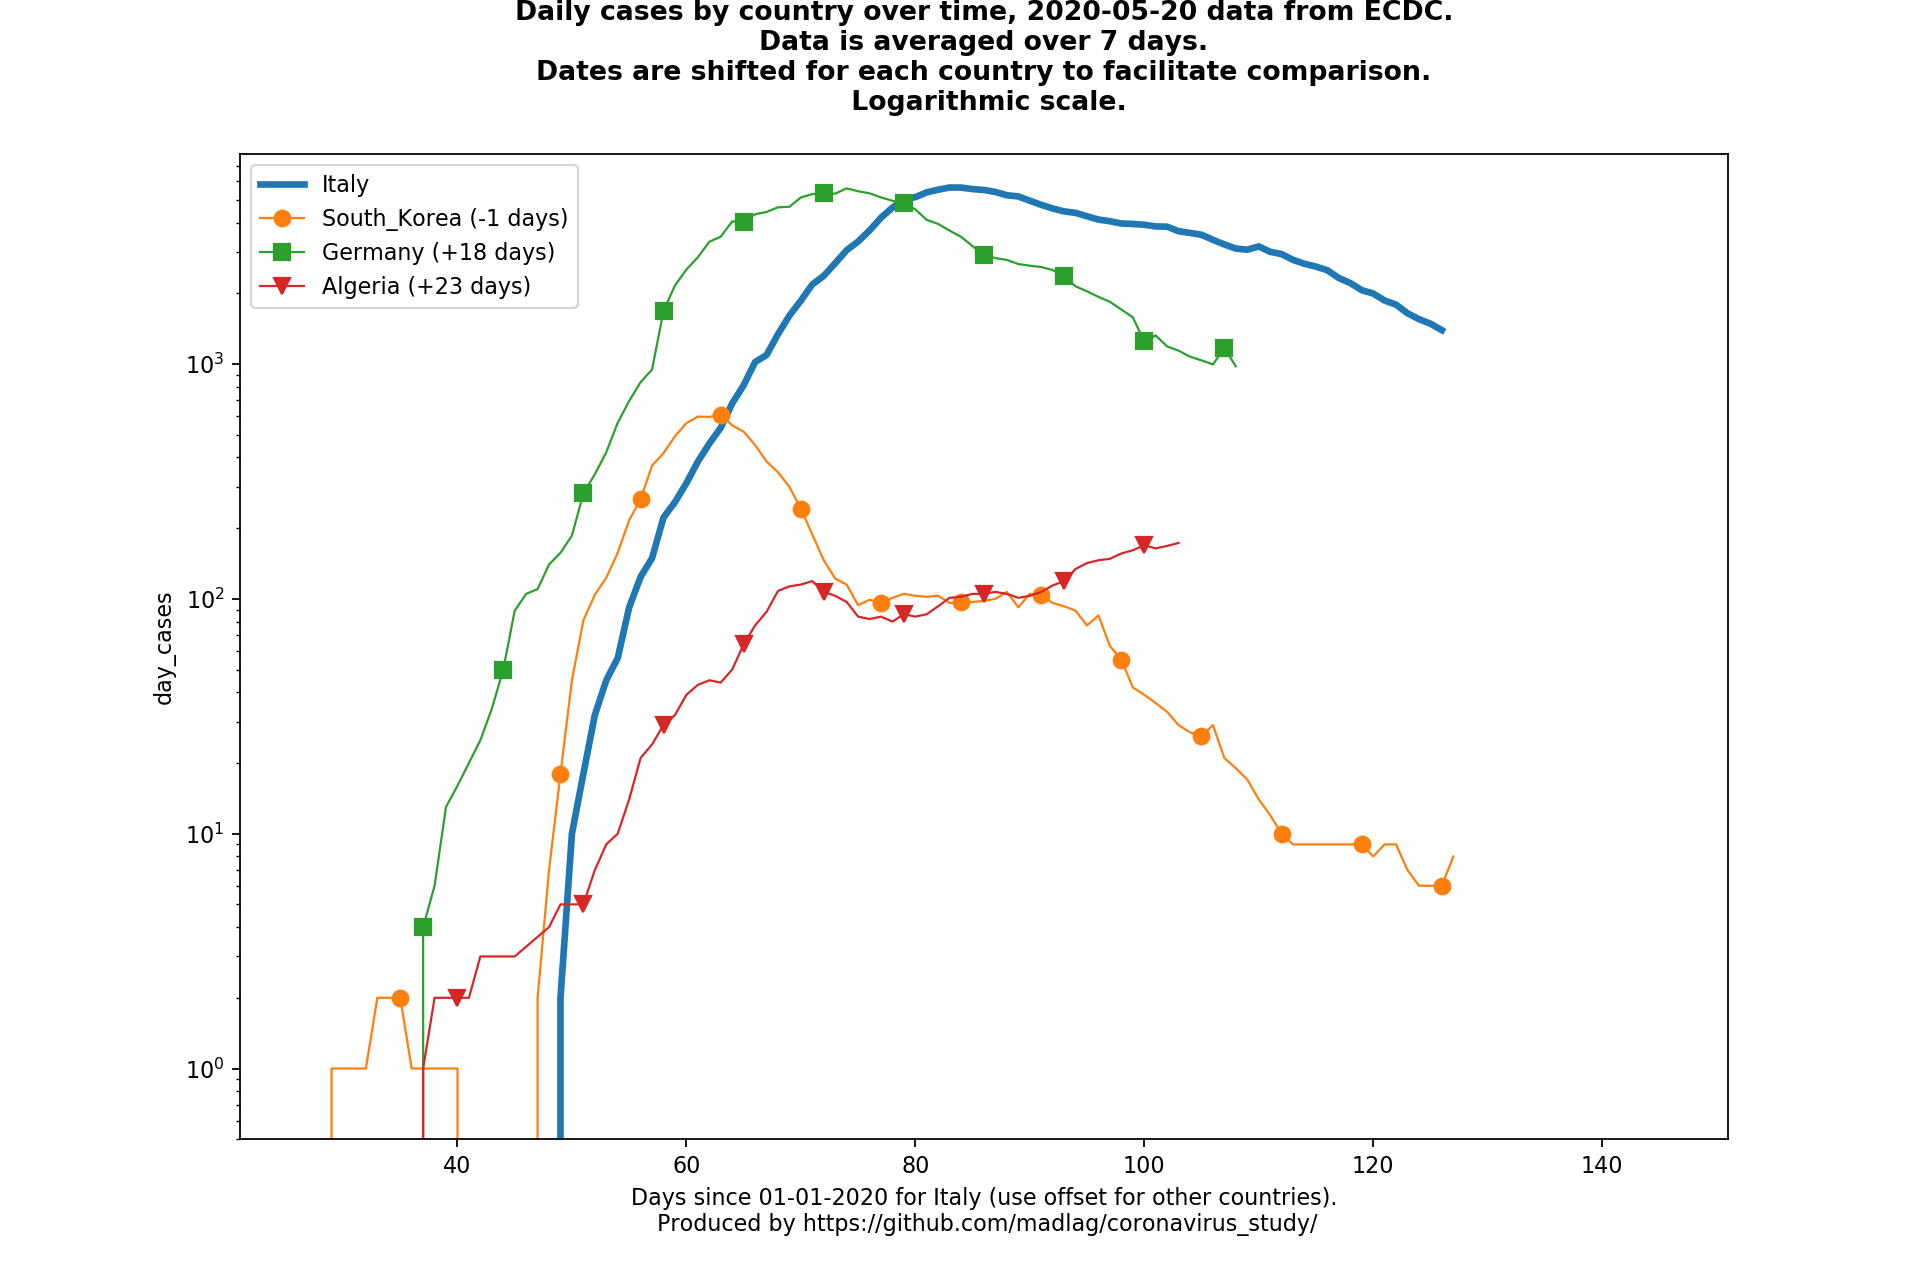 Daily cases by country over time, 2020-05-20 data from ECDC.
Data is averaged over 7 days.
Dates are shifted for each country to facilitate comparison.
Logarithmic scale.
Italy
South_Korea (-1 days)
Germany (+18 days)
Algeria (+23 days)
day_cases
10³
10²
10¹
10⁰
40 60 80 100 120 140
Days since 01-01-2020 for Italy (use offset for other countries).
Produced by https://github.com/madlag/coronavirus_study/